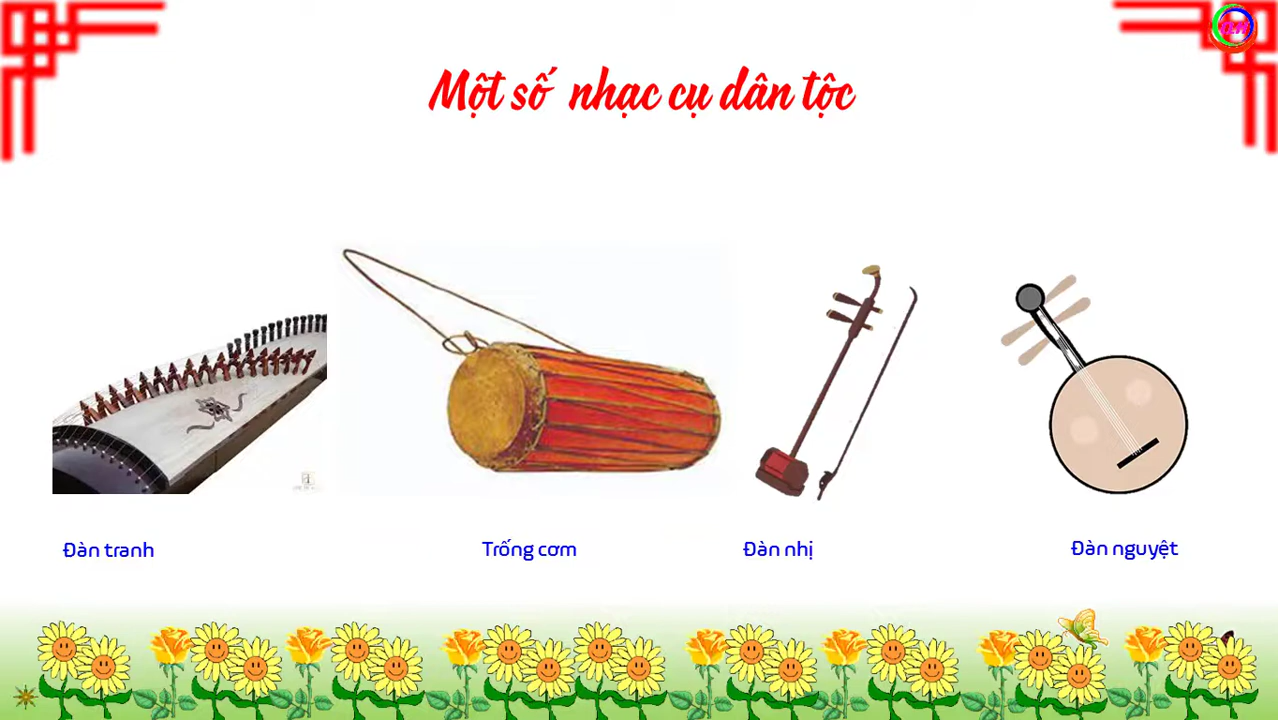 Một số nhạc cụ dân tộc
Đàn tranh
Trống cơm
Đàn nhị
Đàn nguyệt